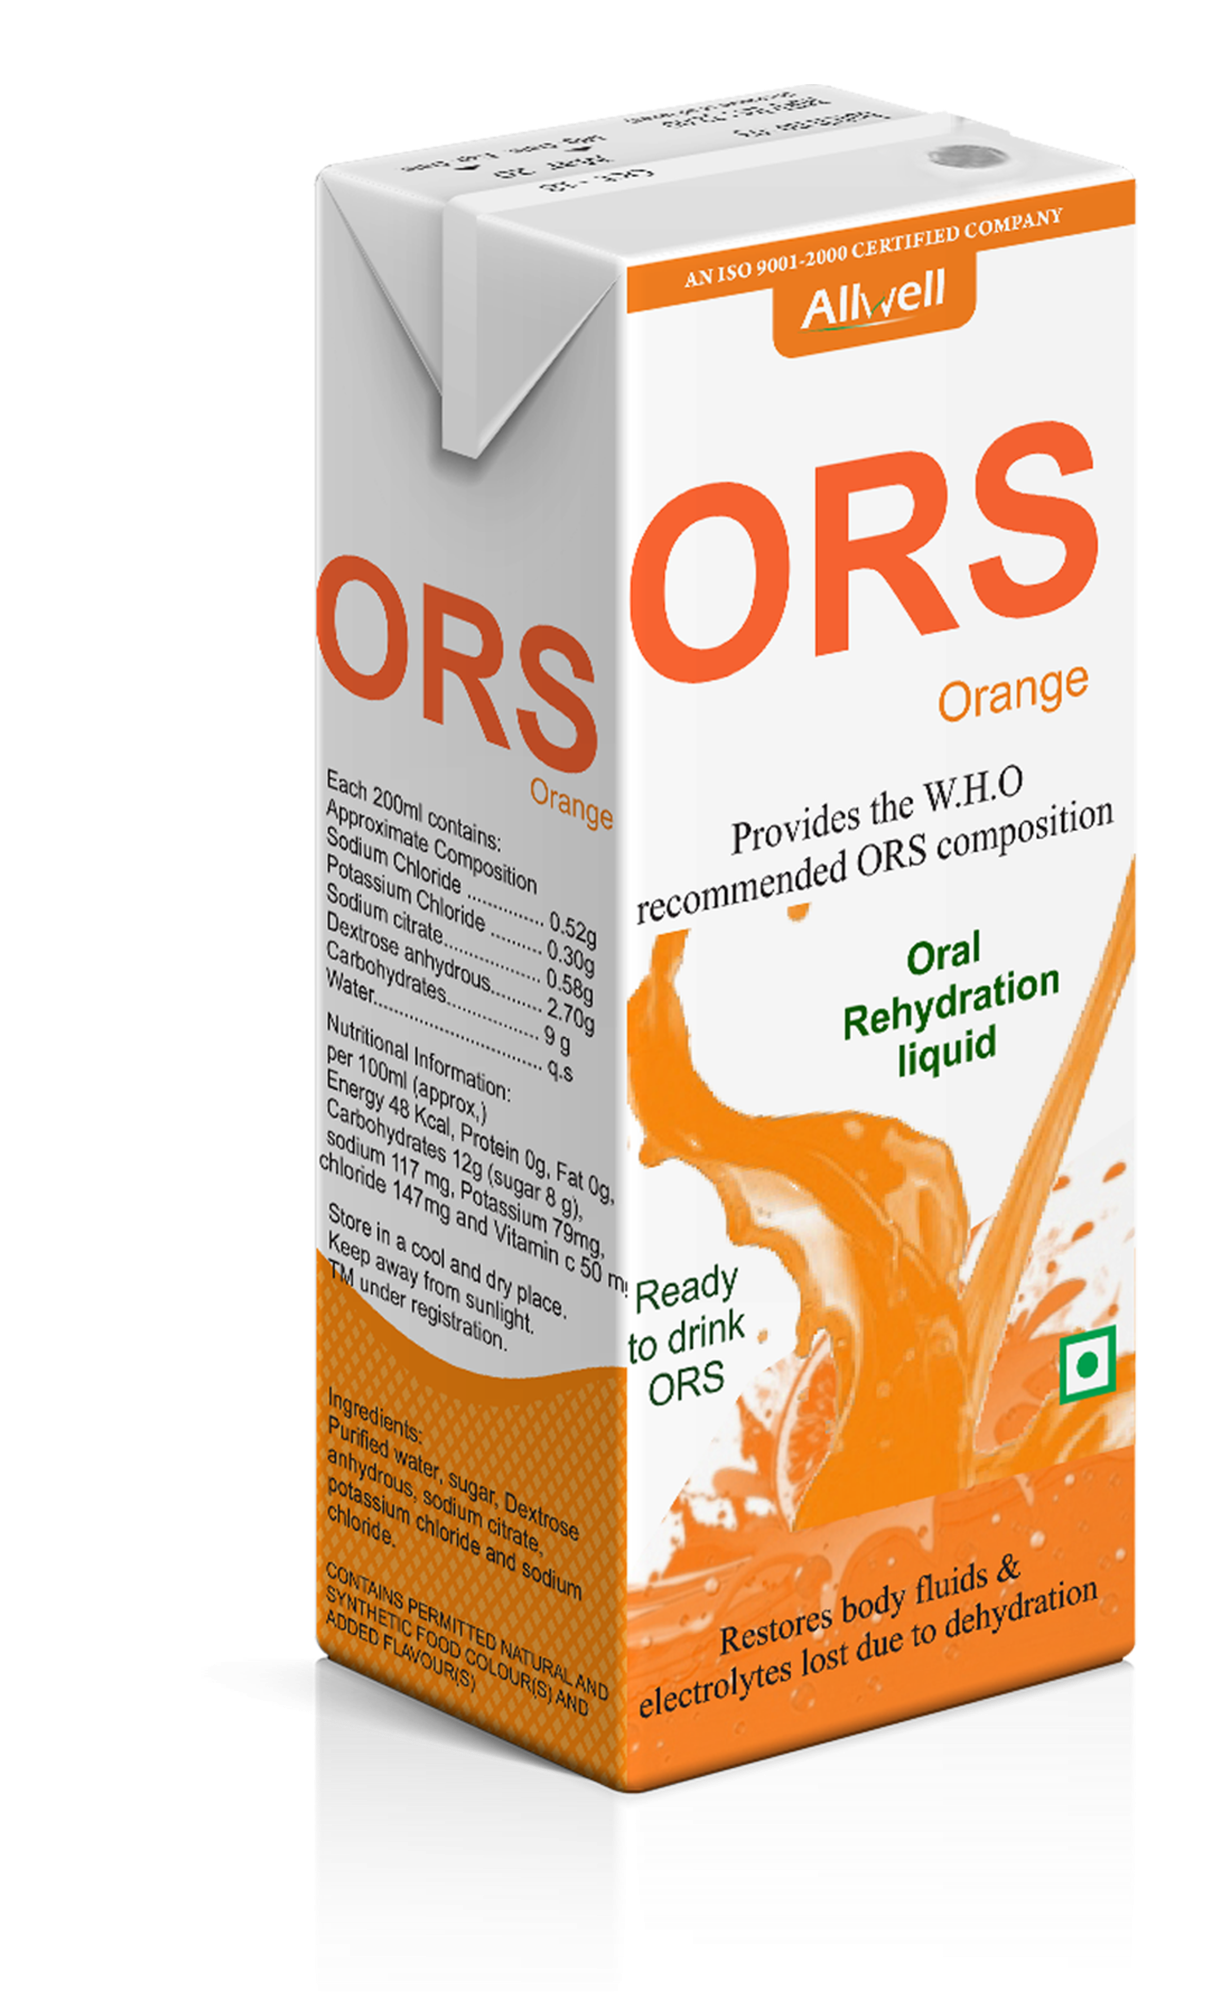 AN ISO 9001-2000 CERTIFIED COMPANY
Allwell
ORS
Orange
Provides the W.H.O
recommended ORS composition
Oral
Rehydration
liquid
Ready
to drink
ORS
Restores body fluids &
electrolytes lost due to dehydration
ORS
Orange
Each 200ml contains:
Approximate Composition
Sodium Chloride .............. 0.52g
Potassium Chloride ......... 0.30g
Sodium citrate.................. 0.58g
Dextrose anhydrous......... 2.70g
Carbohydrates................. 9 g
Water............................... q.s
Nutritional Information:
per 100ml (approx.)
Energy 48 Kcal, Protein 0g, Fat 0g,
Carbohydrates 12g (sugar 8 g),
sodium 117 mg, Potassium 79mg,
chloride 147mg and Vitamin c 50 mg
Store in a cool and dry place.
Keep away from sunlight.
TM under registration.
Ingredients:
Purified water, sugar, Dextrose
anhydrous, sodium citrate,
potassium chloride and sodium
chloride.
CONTAINS PERMITTED NATURAL AND
SYNTHETIC FOOD COLOUR(S) AND
ADDED FLAVOUR(S)